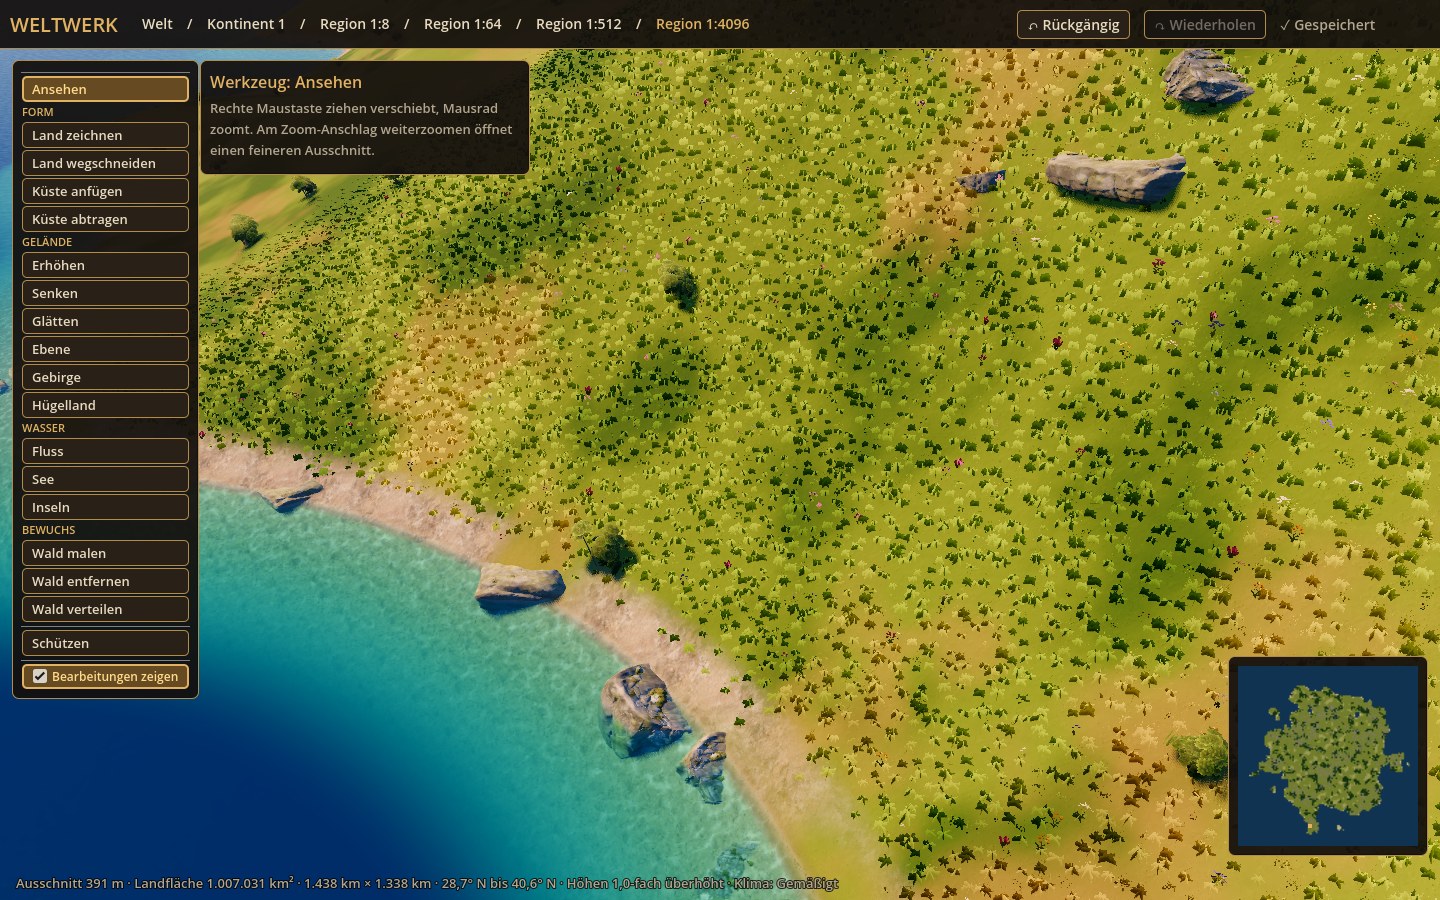 WELTWERK Welt / Kontinent 1 / Region 1:8 / Region 1:64 / Region 1:512 / Region 1:4096 Rückgängig Wiederholen ✓ Gespeichert
Ansehen
FORM
Land zeichnen
Land wegschneiden
Küste anfügen
Küste abtragen
GELÄNDE
Erhöhen
Senken
Glätten
Ebene
Gebirge
Hügelland
WASSER
Fluss
See
Inseln
BEWUCHS
Wald malen
Wald entfernen
Wald verteilen
Schützen
Bearbeitungen zeigen
Werkzeug: Ansehen
Rechte Maustaste ziehen verschiebt, Mausrad
zoomt. Am Zoom-Anschlag weiterzoomen öffnet
einen feineren Ausschnitt.
Ausschnitt 391 m · Landfläche 1.007.031 km² · 1.438 km × 1.338 km · 28,7° N bis 40,6° N · Höhen 1,0-fach überhöht · Klima: Gemäßigt